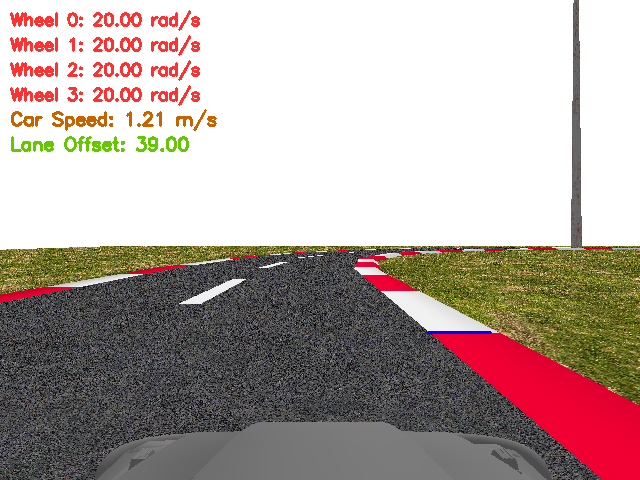 Wheel 0: 20.00 rad/s
Wheel 1: 20.00 rad/s
Wheel 2: 20.00 rad/s
Wheel 3: 20.00 rad/s
Car Speed: 1.21 m/s
Lane Offset: 39.00